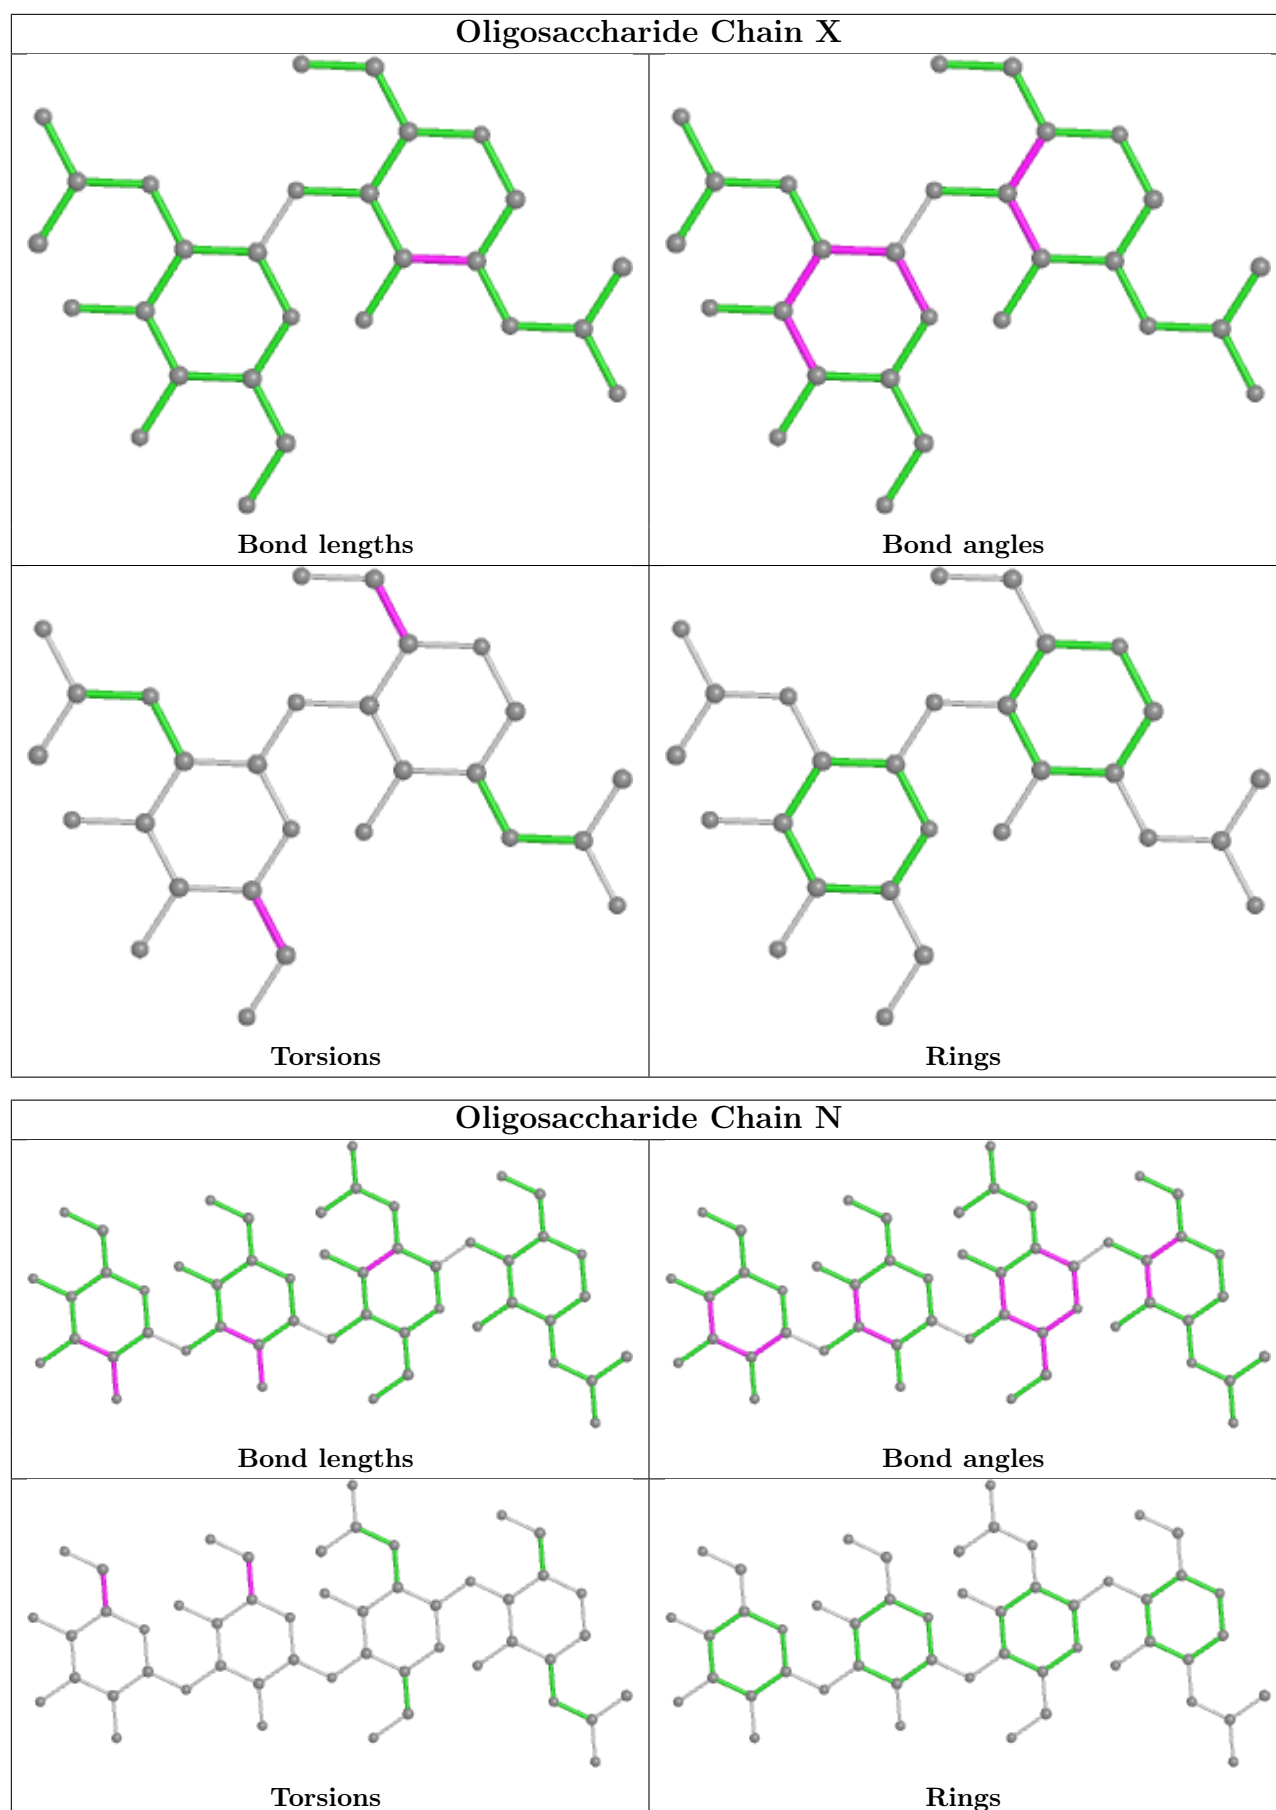 Oligosaccharide Chain X
Bond lengths
Bond angles
Torsions
Rings
Oligosaccharide Chain N
Bond lengths
Bond angles
Torsions
Rings